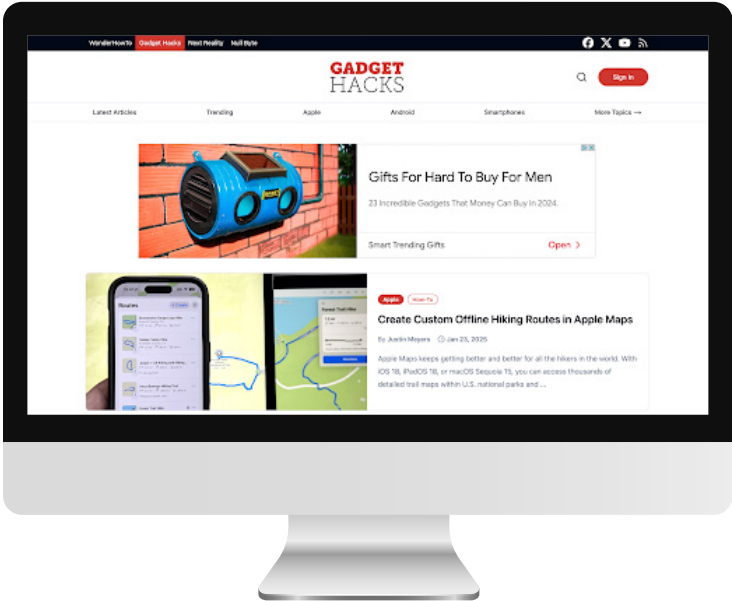 WonderHowTo Gadget Hacks Next Reality Null Byte
GADGET
HACKS
Sign In
Latest Articles Trending Apple Android Smartphones More Topics →
Gifts For Hard To Buy For Men
23 Incredible Gadgets That Money Can Buy In 2024.
Smart Trending Gifts Open >
Routes
Apple How-To
Create Custom Offline Hiking Routes in Apple Maps
By Justin Meyers Jan 23, 2025
Apple Maps keeps getting better and better for all the hikers in the world. With
iOS 18, iPadOS 18, or macOS Sequoia 15, you can access thousands of
detailed trail maps within U.S. national parks and ...